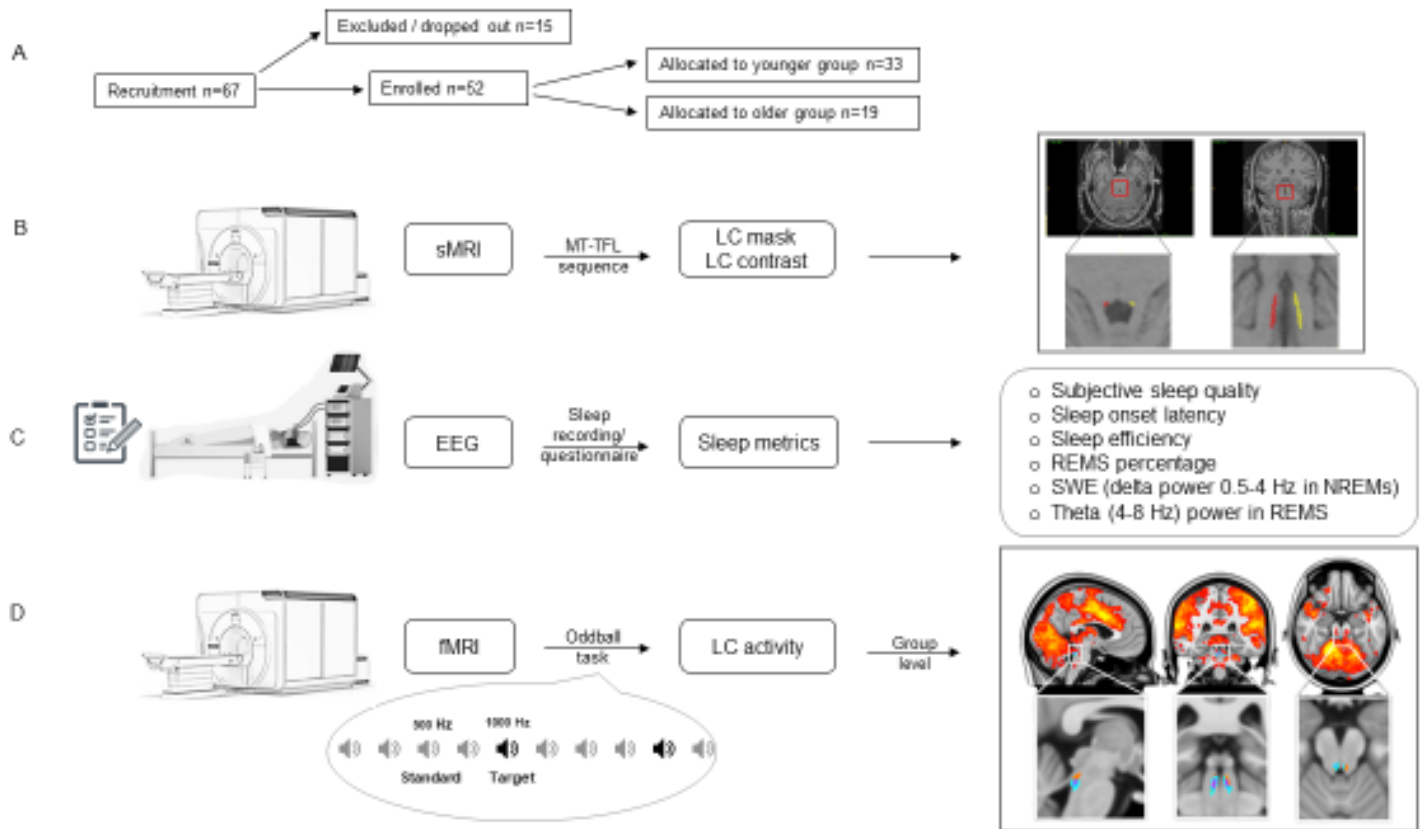 A
Excluded / dropped out n=15
Recruitment n=67
Enrolled n=52
Allocated to younger group n=33
Allocated to older group n=19
B
sMRI
MT-TFL
sequence
LC mask
LC contrast
C
EEG
Sleep
recording/
questionnaire
Sleep metrics
Subjective sleep quality
Sleep onset latency
Sleep efficiency
REMS percentage
SWE (delta power 0.5-4 Hz in NREMs)
Theta (4-8 Hz) power in REMS
D
fMRI
Oddball
task
LC activity
Group
level
500 Hz
1000 Hz
Standard
Target